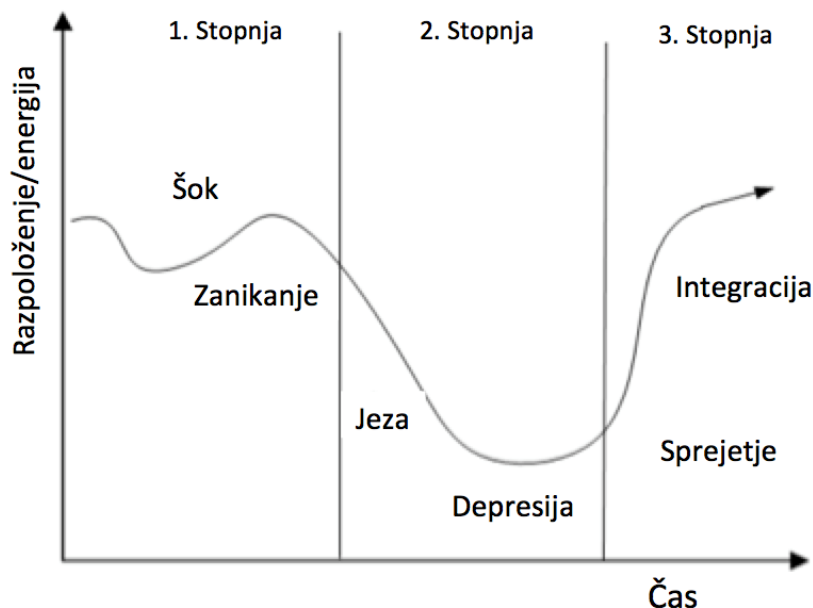 1. Stopnja
2. Stopnja
3. Stopnja
Razpoloženje/energija
Šok
Zanikanje
Jeza
Depresija
Integracija
Sprejetje
Čas